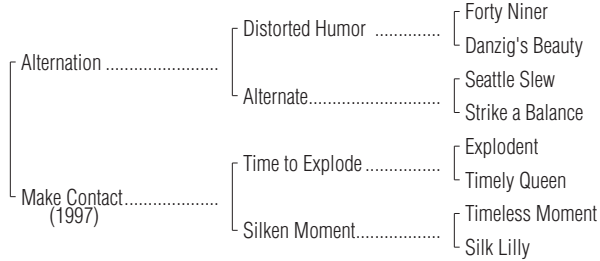 Forty Niner
Distorted Humor ..............
Danzig's Beauty
Alternation .......................
Seattle Slew
Alternate............................
Strike a Balance
Explodent
Time to Explode ................
Timely Queen
Make Contact....................
(1997)
Timeless Moment
Silken Moment..................
Silk Lilly